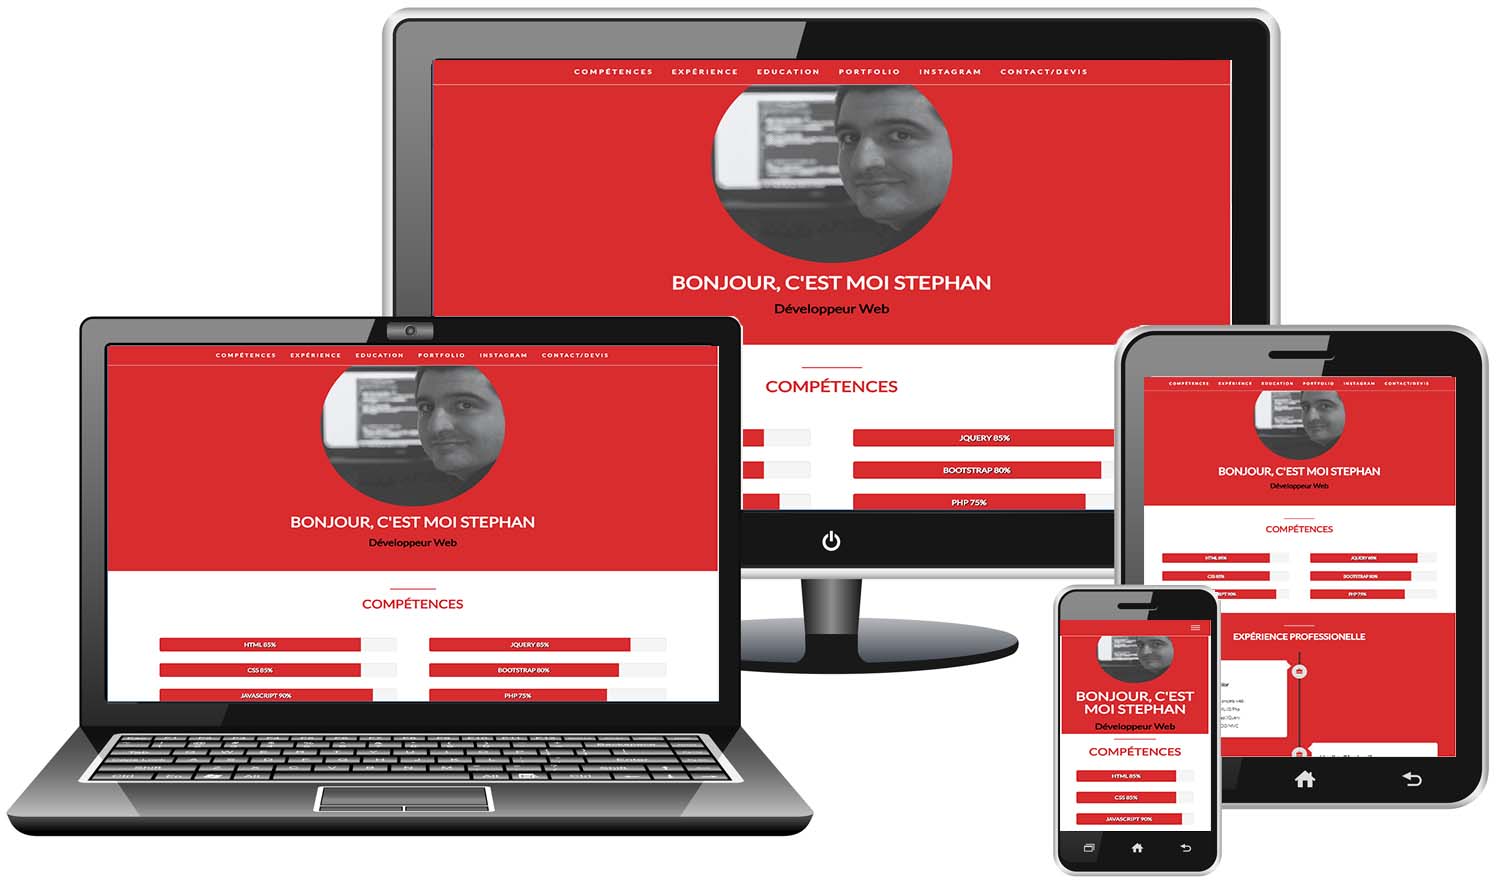 COMPÉTENCES EXPÉRIENCE EDUCATION PORTFOLIO INSTAGRAM CONTACT/DEVIS
BONJOUR, C'EST MOI STEPHAN
Développeur Web
COMPÉTENCES
JQUERY 85%
BOOTSTRAP 80%
PHP 75%
COMPÉTENCES EXPÉRIENCE EDUCATION PORTFOLIO INSTAGRAM CONTACT/DEVIS
BONJOUR, C'EST MOI STEPHAN
Développeur Web
COMPÉTENCES
HTML 85% JQUERY 85%
CSS 85% BOOTSTRAP 80%
JAVASCRIPT 90% PHP 75%
COMPÉTENCES EXPÉRIENCE EDUCATION PORTFOLIO INSTAGRAM CONTACT/DEVIS
BONJOUR, C'EST MOI STEPHAN
Développeur Web
COMPÉTENCES
HTML 85% JQUERY 85%
CSS 85% BOOTSTRAP 80%
90% PHP 75%
EXPÉRIENCE PROFESSIONELLE
BONJOUR, C'EST
MOI STEPHAN
Développeur Web
COMPÉTENCES
HTML 85%
CSS 85%
JAVASCRIPT 90%